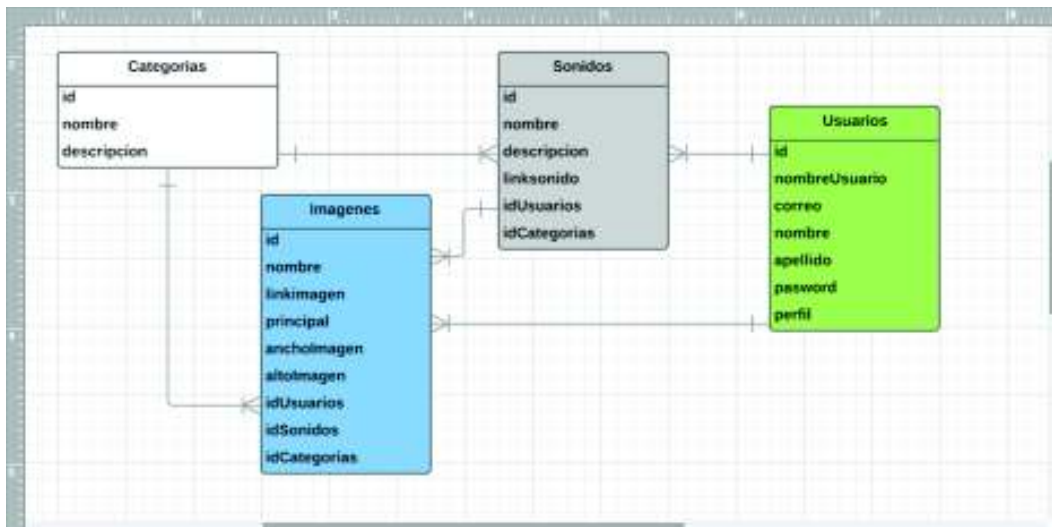 Categorias
id
nombre
descripcion
Sonidos
id
nombre
descripcion
linksonido
idUsuarios
idCategorias
Usuarios
id
nombreUsuario
correo
nombre
apellido
pasword
perfil
Imagenes
id
nombre
linkimagen
principal
anchoImagen
altoImagen
idUsuarios
idSonidos
idCategorias